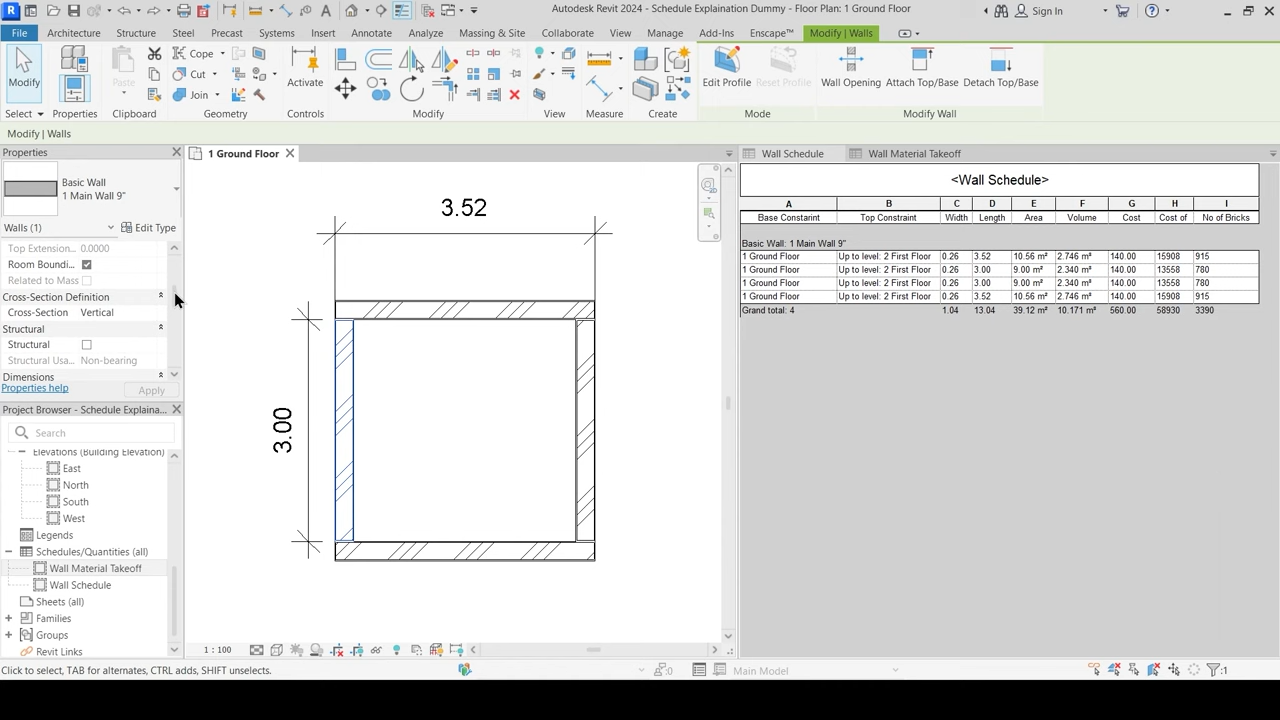 Autodesk Revit 2024 - Schedule Explaination Dummy - Floor Plan: 1 Ground Floor
Sign In
File Architecture Structure Steel Precast Systems Insert Annotate Analyze Massing & Site Collaborate View Manage Add-Ins Enscape™ Modify | Walls
Modify
Paste
Cope
Cut
Join
Activate
Edit Profile
Reset Profile
Wall Opening
Attach Top/Base
Detach Top/Base
Select Properties Clipboard Geometry Controls Modify View Measure Create Mode Modify Wall
Modify | Walls
Properties
Basic Wall
1 Main Wall 9"
Walls (1)
Edit Type
Top Extension... 0.0000
Room Boundi...
Related to Mass
Cross-Section Definition
Cross-Section Vertical
Structural
Structural
Structural Usa... Non-bearing
Dimensions
Properties help
Apply
Project Browser - Schedule Explaina...
Search
Elevations (Building Elevation)
East
North
South
West
Legends
Schedules/Quantities (all)
Wall Material Takeoff
Wall Schedule
Sheets (all)
Families
Groups
Revit Links
1 Ground Floor
3.52
3.00
1 : 100
Wall Schedule
Wall Material Takeoff
<Wall Schedule>
A B C D E F G H I
Base Constarint Top Constraint Width Length Area Volume Cost Cost of No of Bricks
Basic Wall: 1 Main Wall 9"
1 Ground Floor Up to level: 2 First Floor 0.26 3.52 10.56 m² 2.746 m³ 140.00 15908 915
1 Ground Floor Up to level: 2 First Floor 0.26 3.00 9.00 m² 2.340 m³ 140.00 13558 780
1 Ground Floor Up to level: 2 First Floor 0.26 3.00 9.00 m² 2.340 m³ 140.00 13558 780
1 Ground Floor Up to level: 2 First Floor 0.26 3.52 10.56 m² 2.746 m³ 140.00 15908 915
Grand total: 4 1.04 13.04 39.12 m² 10.171 m³ 560.00 58930 3390
Click to select, TAB for alternates, CTRL adds, SHIFT unselects.
:0
Main Model
:1